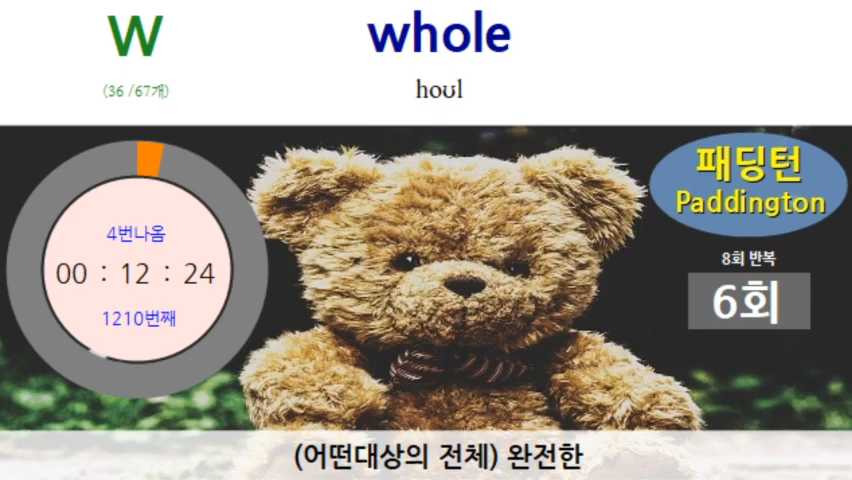 W
(36 /67개)
whole
houl
패딩턴
Paddington
4번나옴
00 : 12 : 24
1210번째
8회 반복
6회
(어떤대상의 전체) 완전한